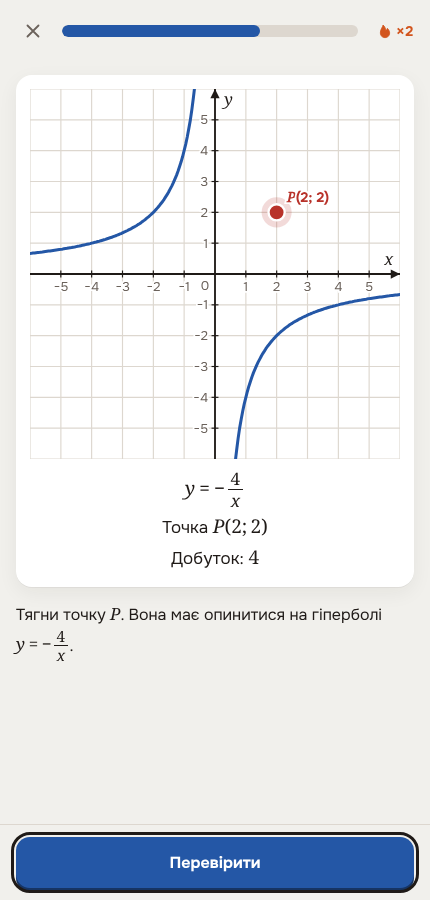 ×2
y
5
4
3
2
1
P(2; 2)
x
-5 -4 -3 -2 -1 0 1 2 3 4 5
-1
-2
-3
-4
-5
y = −4/x
Точка P(2; 2)
Добуток: 4
Тягни точку P. Вона має опинитися на гіперболі
y = −4/x.
Перевірити